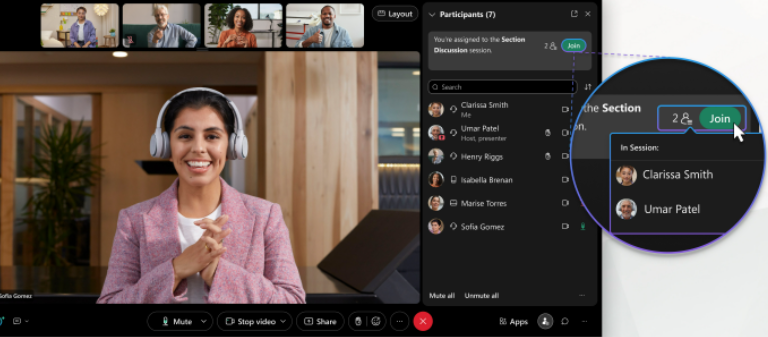 Layout
Participants (7)
You're assigned to the Section
Discussion session.
2
Join
Search
Clarissa Smith
Me
Umar Patel
Host, presenter
Henry Riggs
Isabella Brenan
Marise Torres
Sofia Gomez
Mute all
Unmute all
the Section
on.
2
Join
In Session:
Clarissa Smith
Umar Patel
Sofia Gomez
Mute
Stop video
Share
Apps